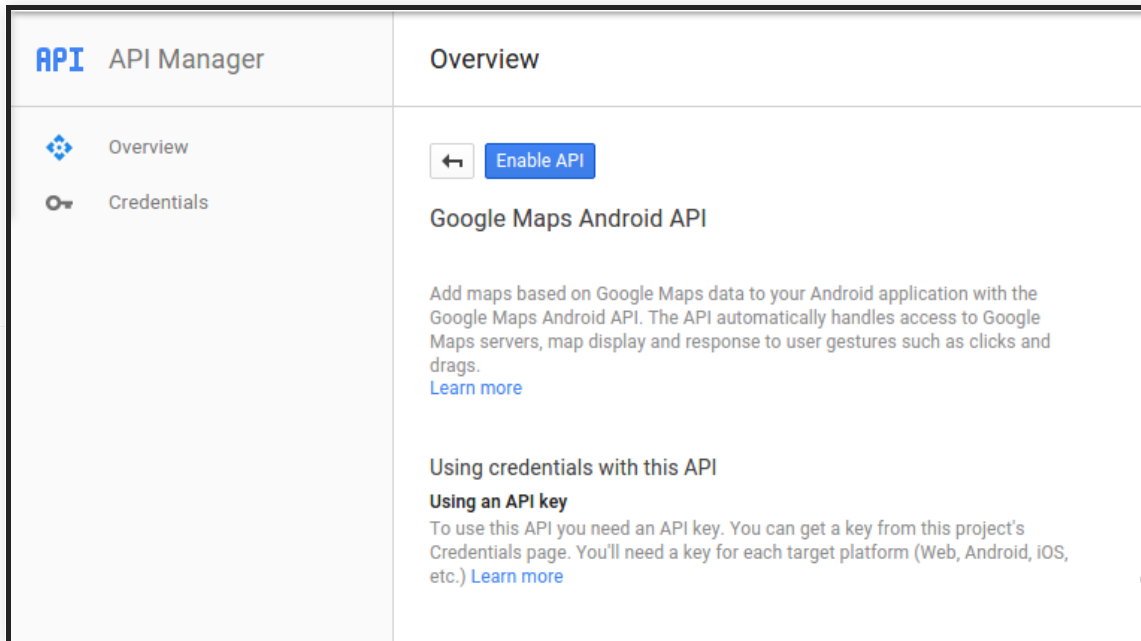 API API Manager
Overview
Overview
Credentials
Enable API
Google Maps Android API
Add maps based on Google Maps data to your Android application with the
Google Maps Android API. The API automatically handles access to Google
Maps servers, map display and response to user gestures such as clicks and
drags.
Learn more
Using credentials with this API
Using an API key
To use this API you need an API key. You can get a key from this project's
Credentials page. You'll need a key for each target platform (Web, Android, iOS,
etc.) Learn more